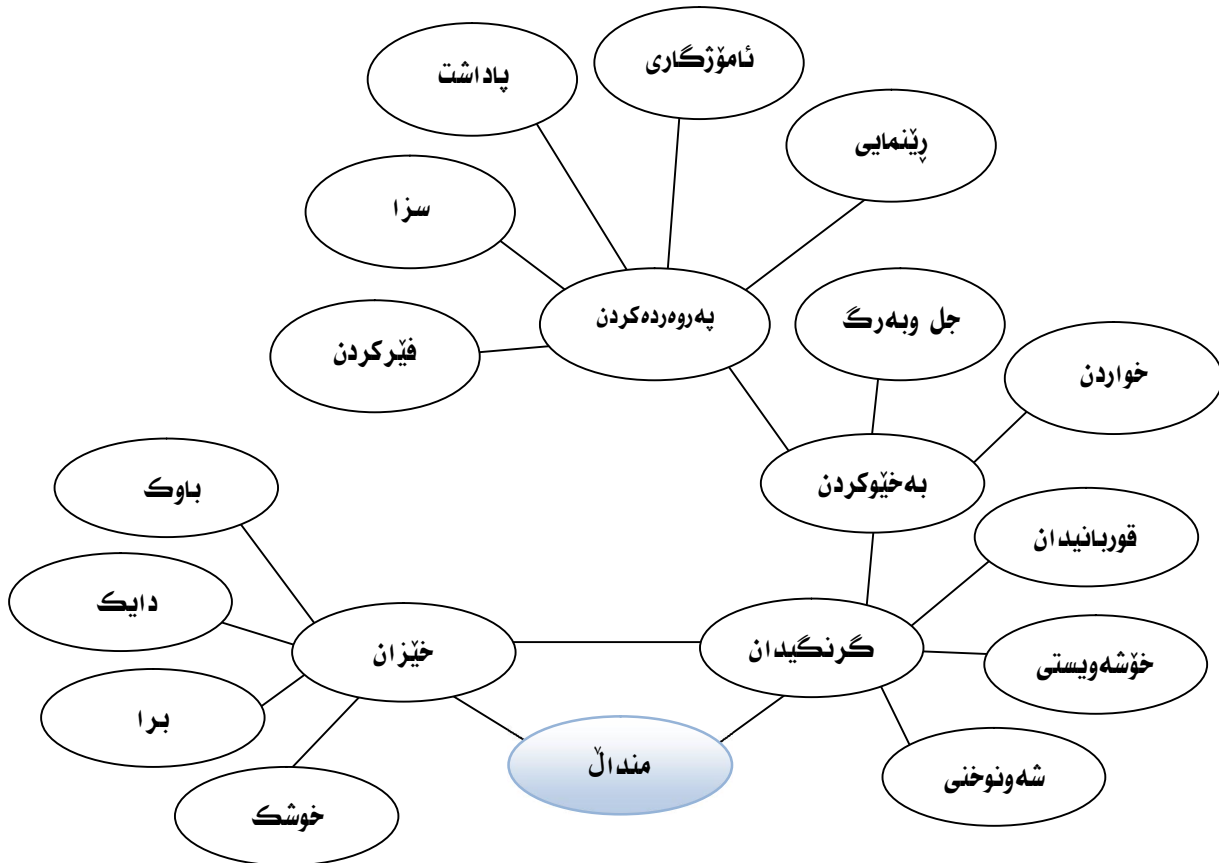 ئامۆژگاری
پاداشت
ڕێنمایی
سزا
پەروەردەکردن
جل وبەرگ
فێرکردن
خواردن
باوک
بەخێوکردن
قوربانیدان
دایک
خێزان
گرنگیدان
خۆشەویستی
برا
منداڵ
شەونوخنی
خوشک